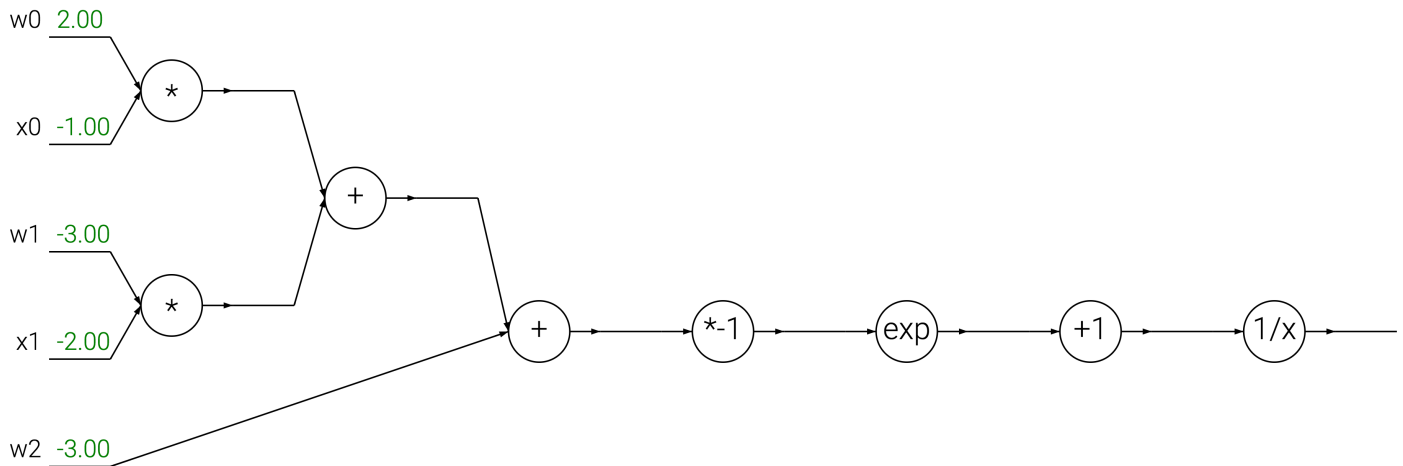 w0 2.00
*
x0 -1.00
+
w1 -3.00
*
x1 -2.00
+ *-1 exp +1 1/x
w2 -3.00